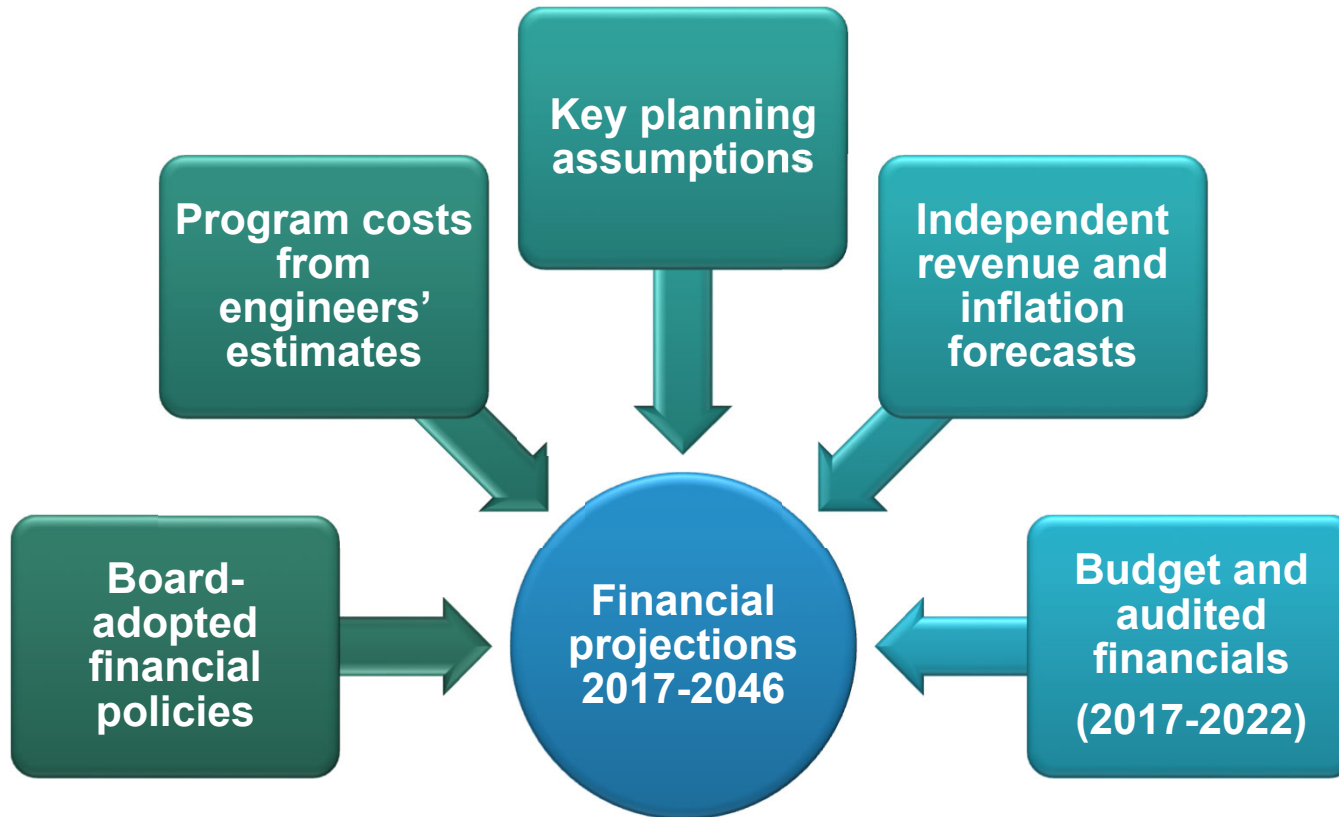 Key planning
assumptions
Program costs
from
engineers’
estimates
Independent
revenue and
inflation
forecasts
Board-
adopted
financial
policies
Financial
projections
2017-2046
Budget and
audited
financials
(2017-2022)